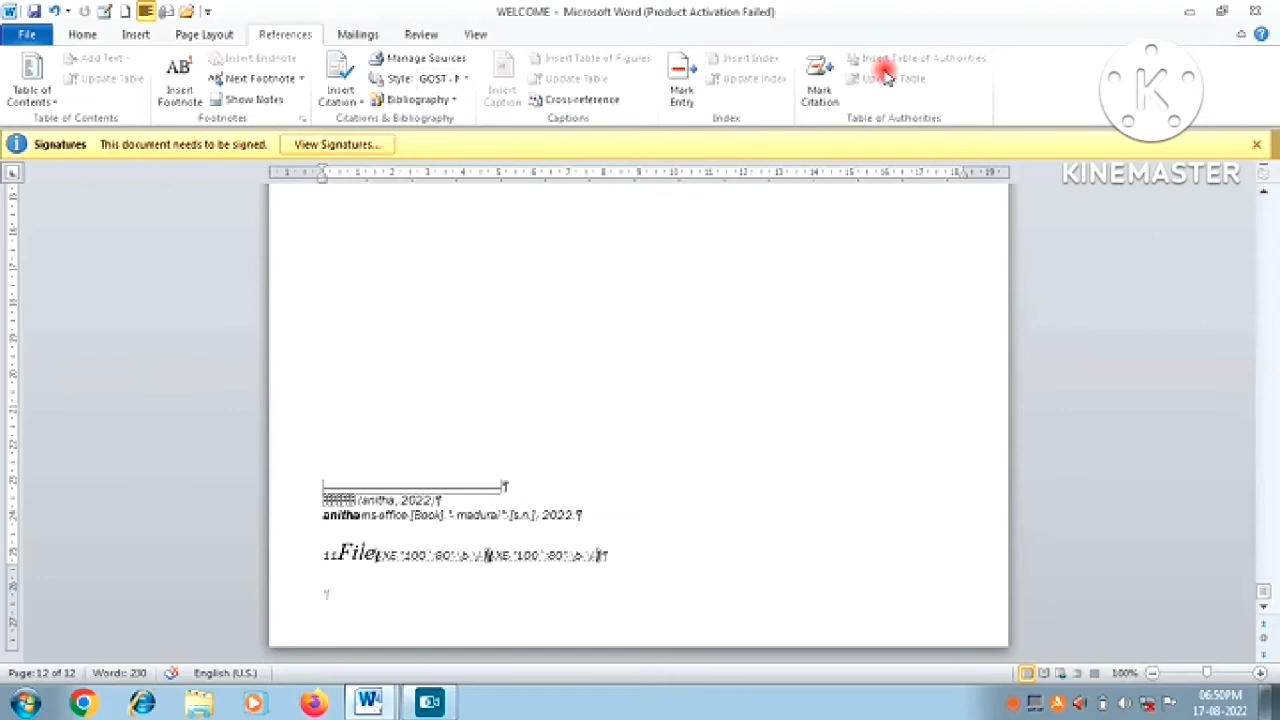 WELCOME - Microsoft Word (Product Activation Failed)
File Home Insert Page Layout References Mailings Review View
Table of Contents
Add Text
Update Table
Table of Contents
AB¹
Insert Footnote
Insert Endnote
Next Footnote
Show Notes
Footnotes
Insert Citation
Manage Sources
Style: GOST - N
Bibliography
Citations & Bibliography
Insert Caption
Insert Table of Figures
Update Table
Cross-reference
Captions
Mark Entry
Insert Index
Update Index
Index
Mark Citation
Insert Table of Authorities
Table
Table of Authorities
K
KINEMASTER
Signatures This document needs to be signed. View Signatures...
(anitha, 2022)¶
anitha ms office [Book]. - madurai : [s.n.], 2022.¶
11File
¶
Page: 12 of 12 Words: 230 English (U.S.) 100%
06:50PM
17-08-2022